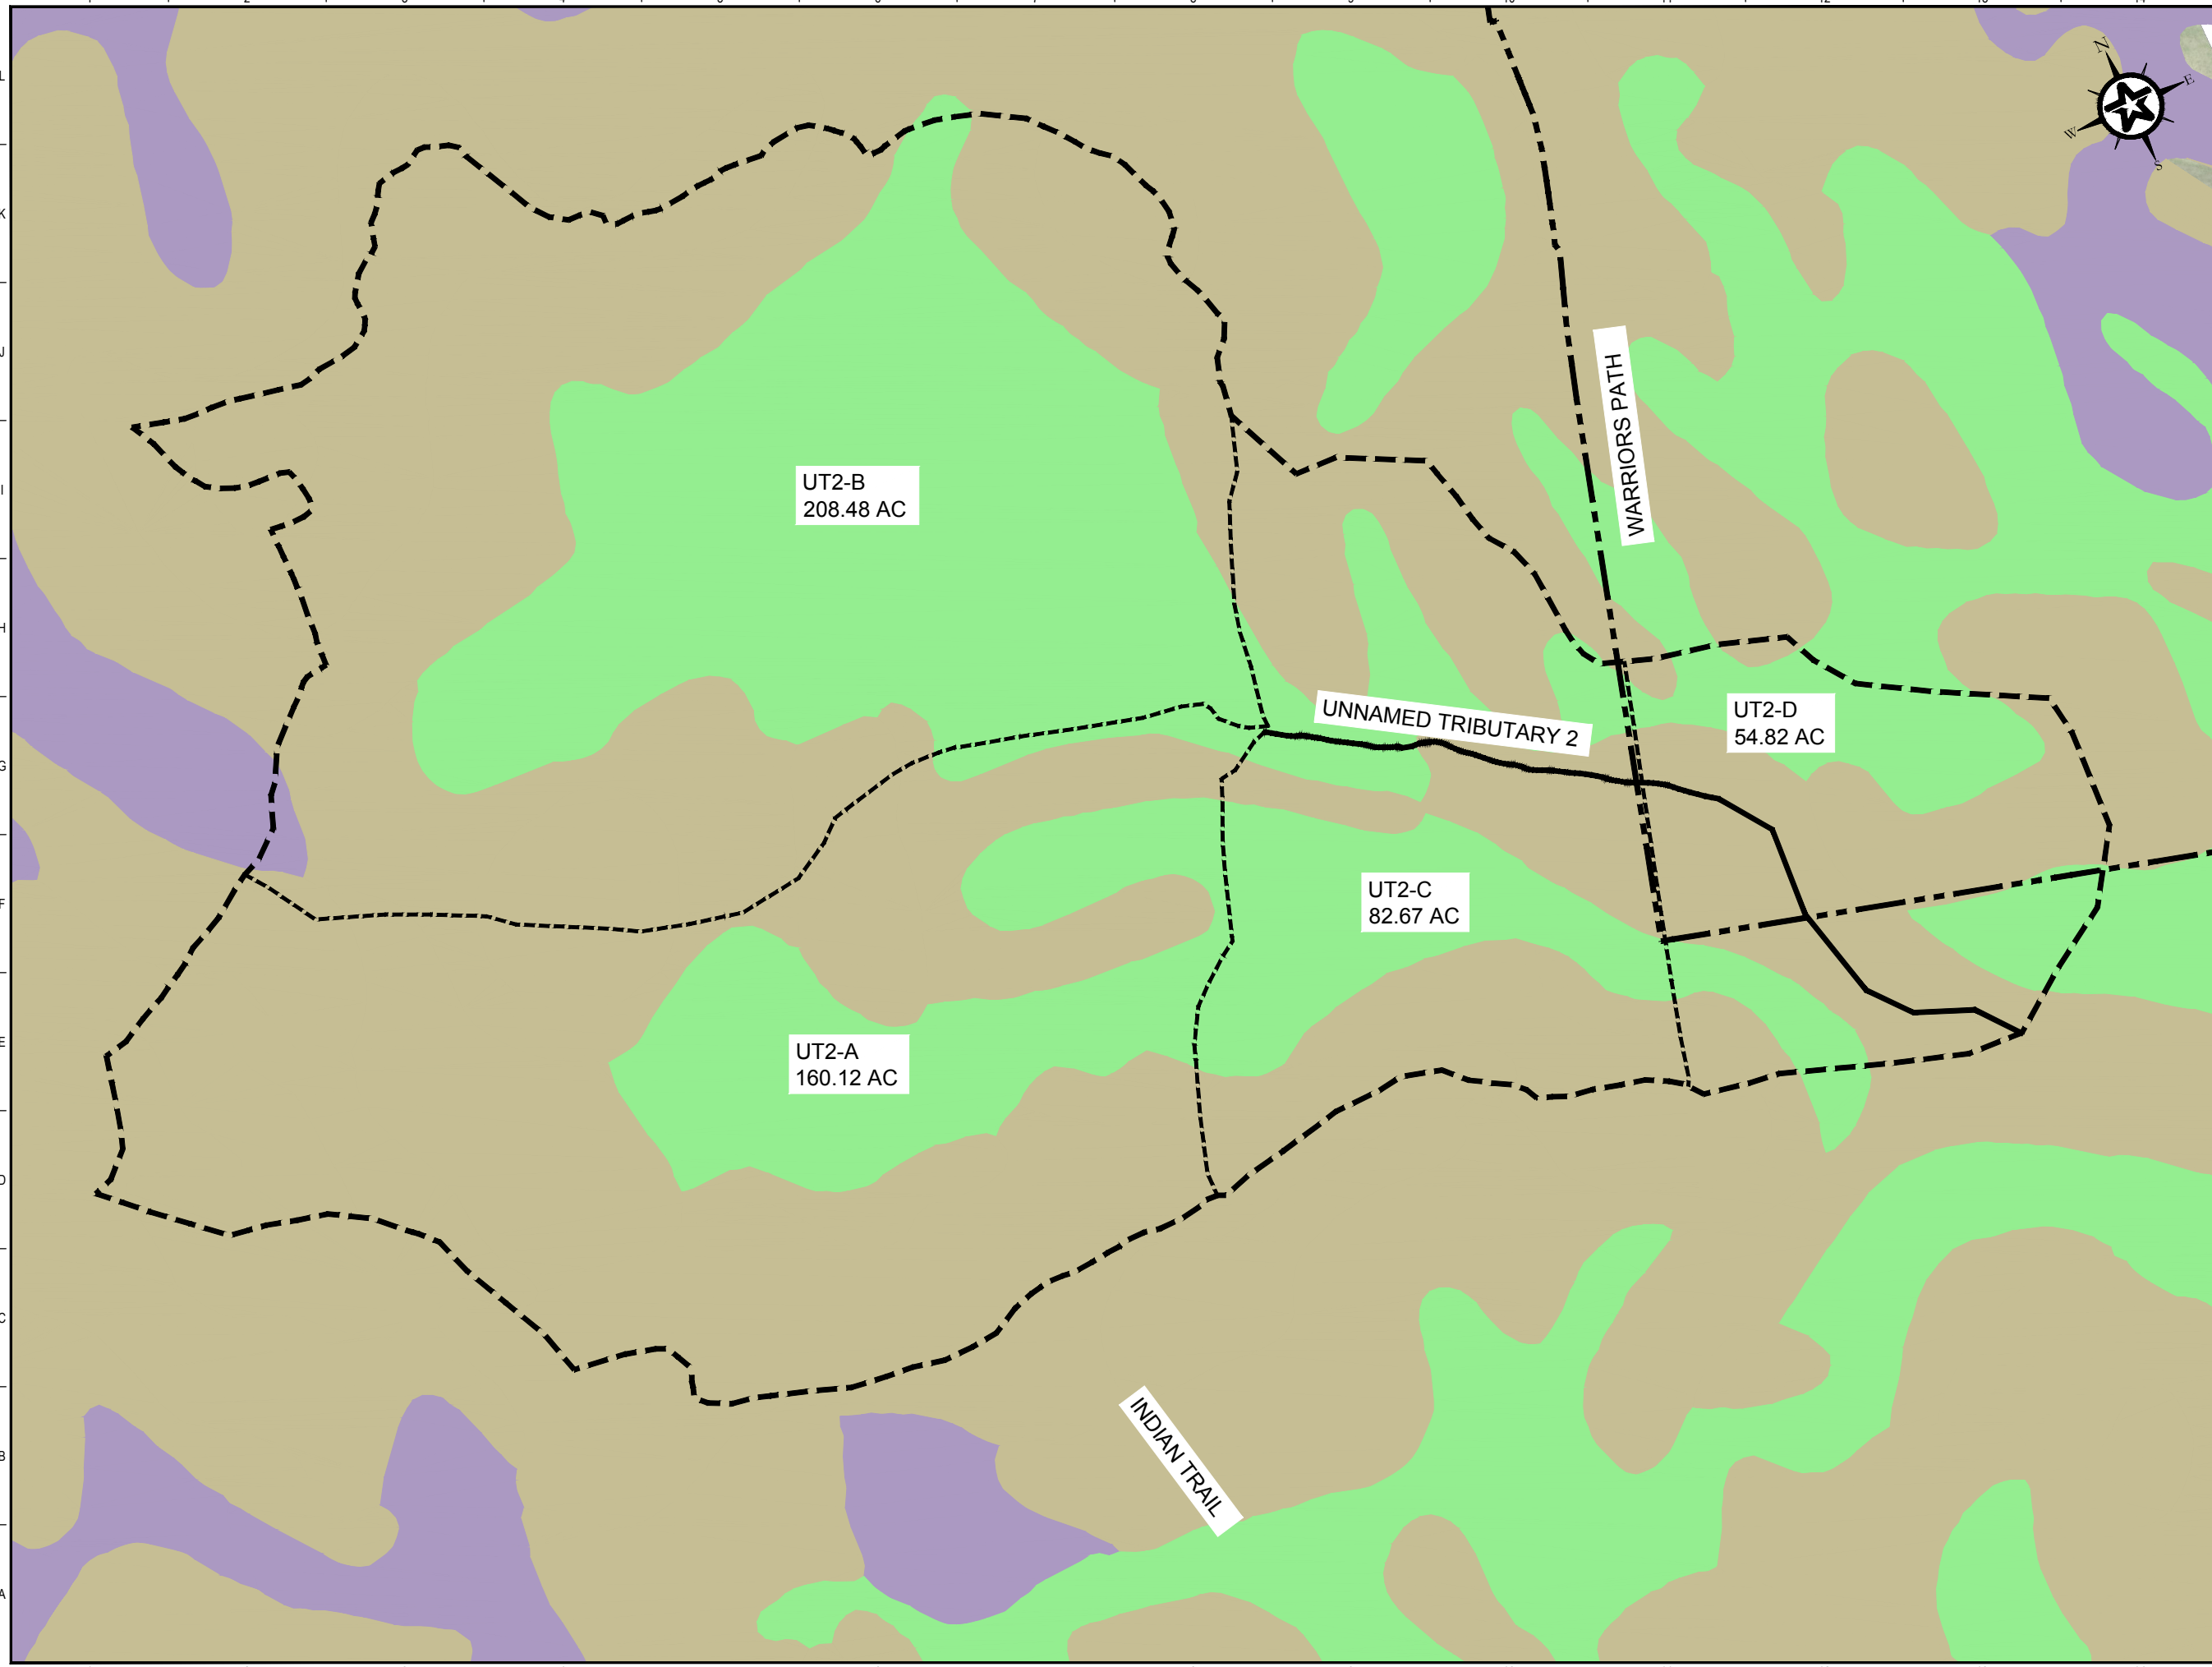 L
K
J
I
H
G
F
E
D
C
B
A
N
E
W
S
WARRIORS PATH
UT2-B
208.48 AC
UNNAMED TRIBUTARY 2
UT2-D
54.82 AC
UT2-C
82.67 AC
UT2-A
160.12 AC
INDIAN TRAIL